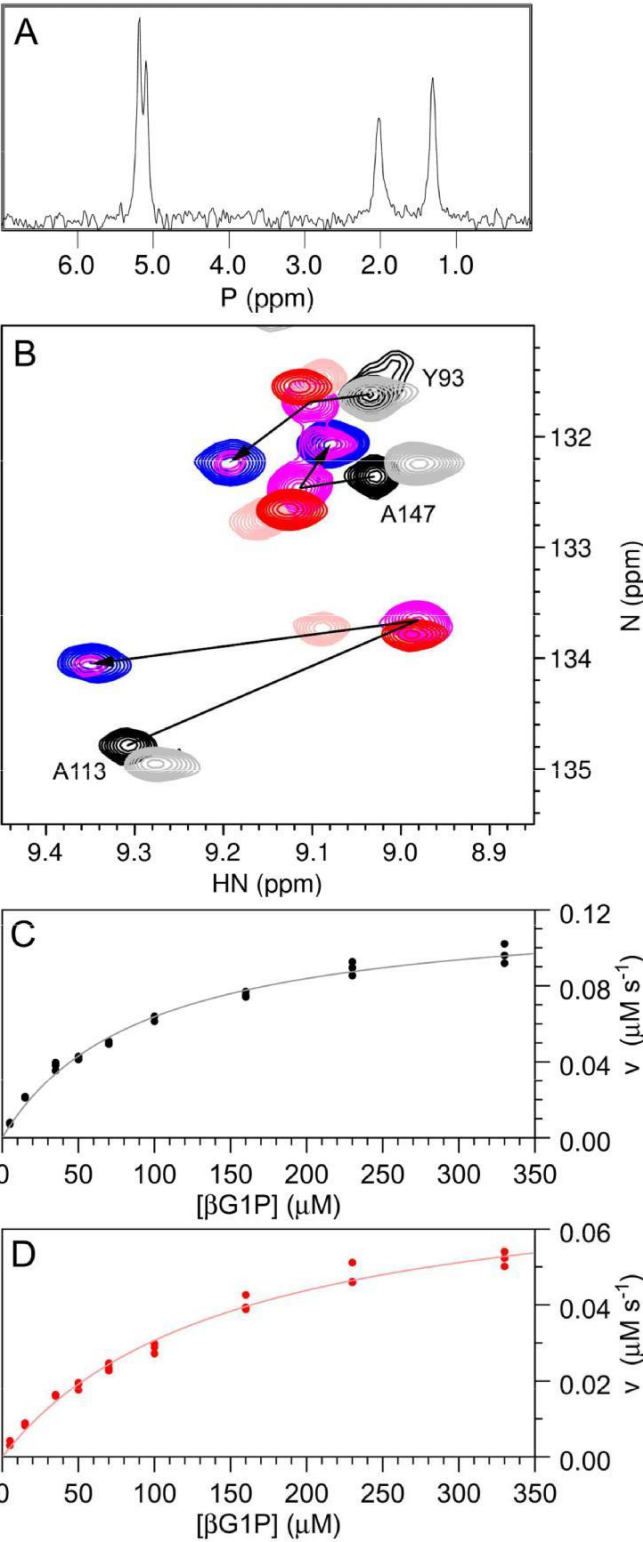 A
6.0 5.0 4.0 3.0 2.0 1.0
P (ppm)
B
Y93
A147
A113
132
133
134
135
N (ppm)
9.4 9.3 9.2 9.1 9.0 8.9
HN (ppm)
C
0.12
0.08
0.04
0.00
v (μM s-1)
0 50 100 150 200 250 300 350
[βG1P] (μM)
D
0.06
0.04
0.02
0.00
v (μM s-1)
0 50 100 150 200 250 300 350
[βG1P] (μM)